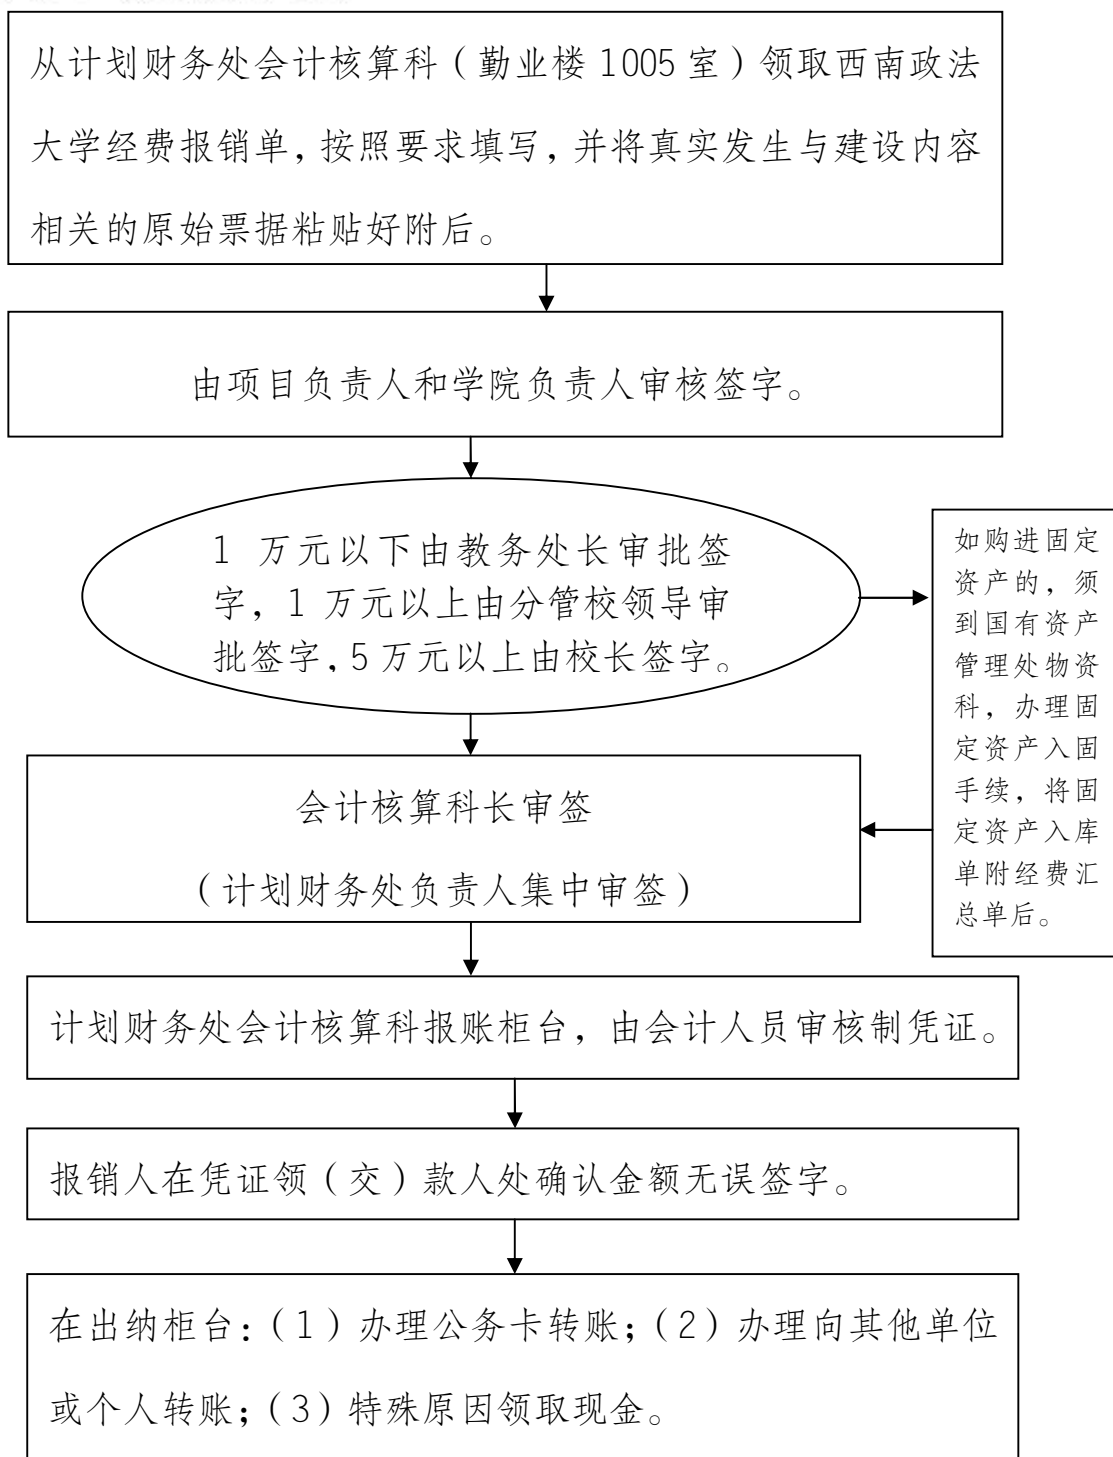 从计划财务处会计核算科（勤业楼 1005 室）领取西南政法
大学经费报销单，按照要求填写，并将真实发生与建设内容
相关的原始票据粘贴好附后。
由项目负责人和学院负责人审核签字。
1 万元以下由教务处长审批签
字，1 万元以上由分管校领导审
批签字，5 万元以上由校长签字。
如购进固定
资产的，须
到国有资产
管理处物资
科，办理固
定资产入固
手续，将固
定资产入库
单附经费汇
总单后。
会计核算科长审签
（计划财务处负责人集中审签）
计划财务处会计核算科报账柜台，由会计人员审核制凭证。
报销人在凭证领（交）款人处确认金额无误签字。
在出纳柜台：（1）办理公务卡转账；（2）办理向其他单位
或个人转账；（3）特殊原因领取现金。